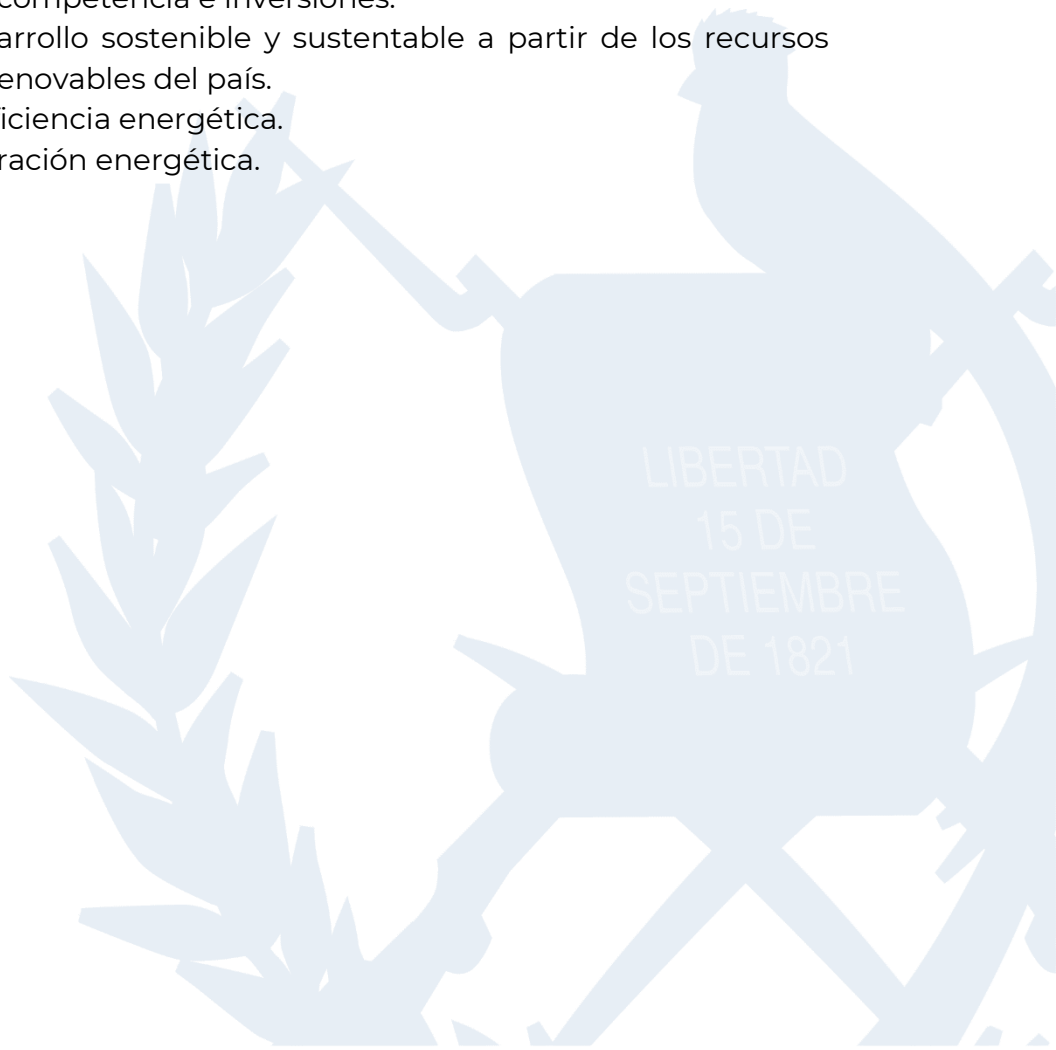 competencia e inversiones.
arrollo sostenible y sustentable a partir de los recursos
enovables del país.
iciencia energética.
ración energética.
LIBERTAD
15 DE
SEPTIEMBRE
DE 1821